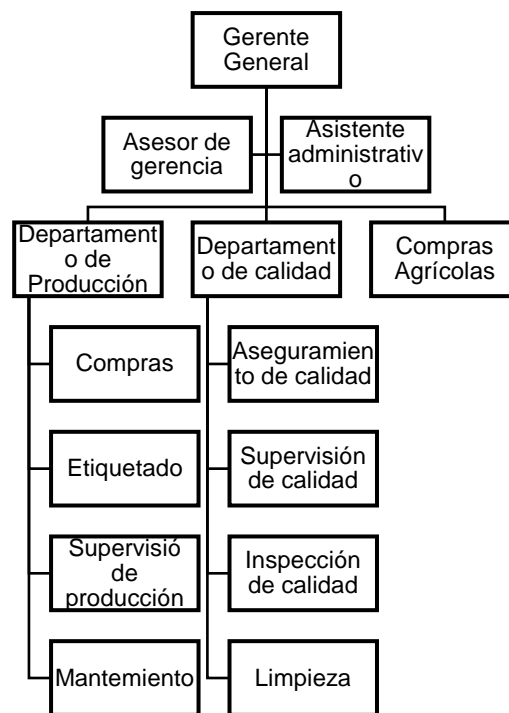 Gerente
General
Asesor de
gerencia
Asistente
administrativ
o
Departament
o de
Producción
Departament
o de calidad
Compras
Agrícolas
Compras
Aseguramien
to de calidad
Etiquetado
Supervisión
de calidad
Supervisió
de
producción
Inspección
de calidad
Mantemiento
Limpieza